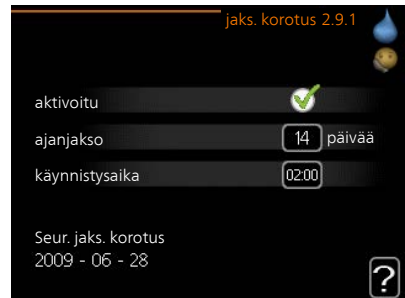 jaks. korotus 2.9.1
aktivoitu
ajanjakso 14 päivää
käynnistysaika 02:00
Seur. jaks. korotus
2009 - 06 - 28
?